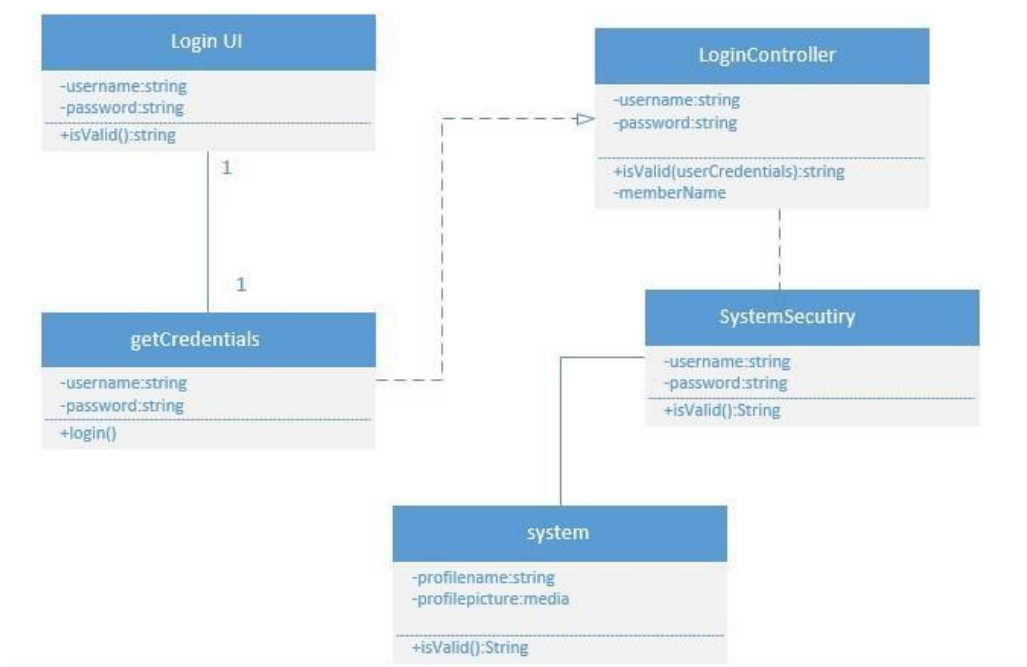 Login UI
-username:string
-password:string
+isValid():string
1
1
getCredentials
-username:string
-password:string
+login()
LoginController
-username:string
-password:string
+isValid(userCredentials):string
-memberName
SystemSecutiry
-username:string
-password:string
+isValid():String
system
-profilename:string
-profilepicture:media
+isValid():String